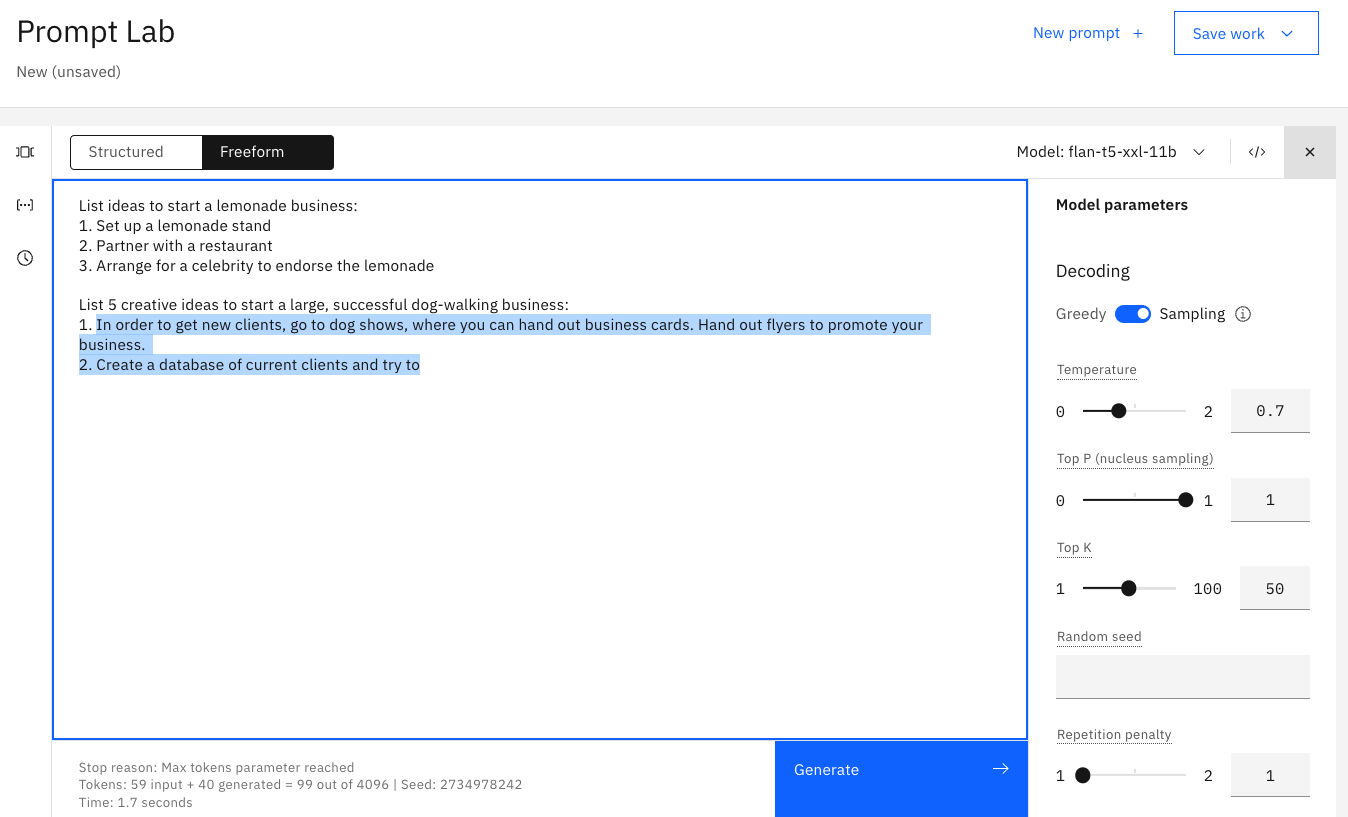 Prompt Lab
New prompt +
Save work
New (unsaved)
Structured
Freeform
Model: flan-t5-xxl-11b
</>
List ideas to start a lemonade business:
1. Set up a lemonade stand
2. Partner with a restaurant
3. Arrange for a celebrity to endorse the lemonade
List 5 creative ideas to start a large, successful dog-walking business:
1. In order to get new clients, go to dog shows, where you can hand out business cards. Hand out flyers to promote your
business.
2. Create a database of current clients and try to
Stop reason: Max tokens parameter reached
Tokens: 59 input + 40 generated = 99 out of 4096 | Seed: 2734978242
Time: 1.7 seconds
Generate
Model parameters
Decoding
Greedy Sampling
Temperature
0 2 0.7
Top P (nucleus sampling)
0 1 1
Top K
1 100 50
Random seed
Repetition penalty
1 2 1